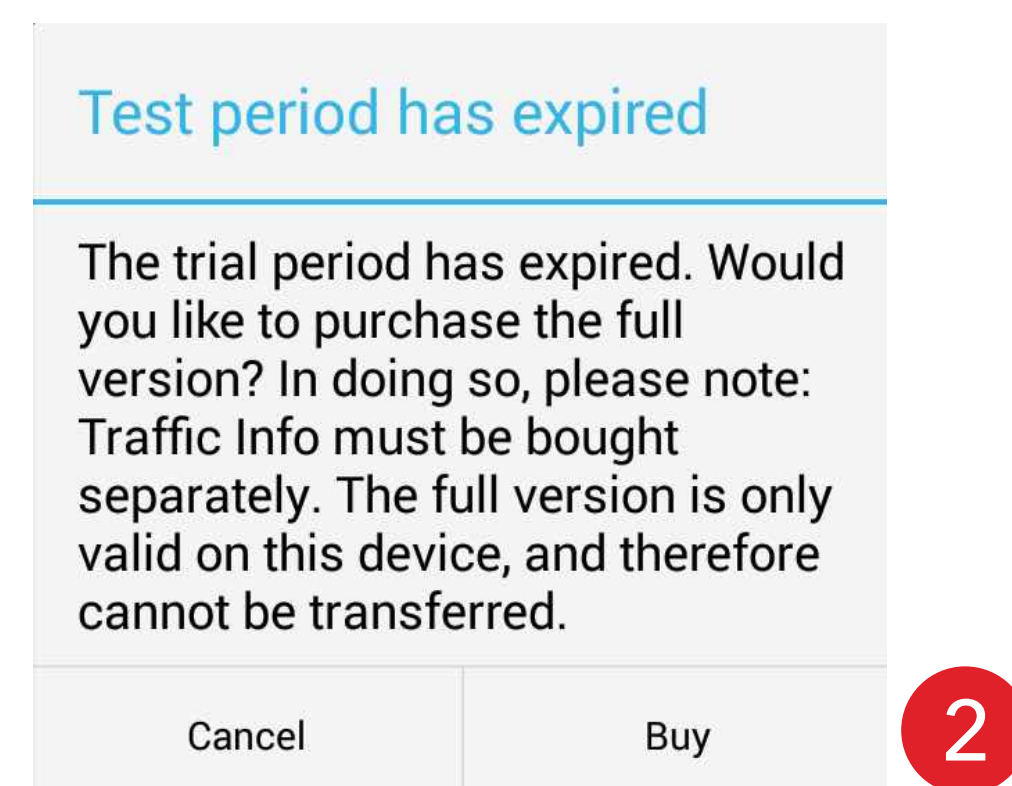 Test period has expired
The trial period has expired. Would
you like to purchase the full
version? In doing so, please note:
Traffic Info must be bought
separately. The full version is only
valid on this device, and therefore
cannot be transferred.
Cancel
Buy
2